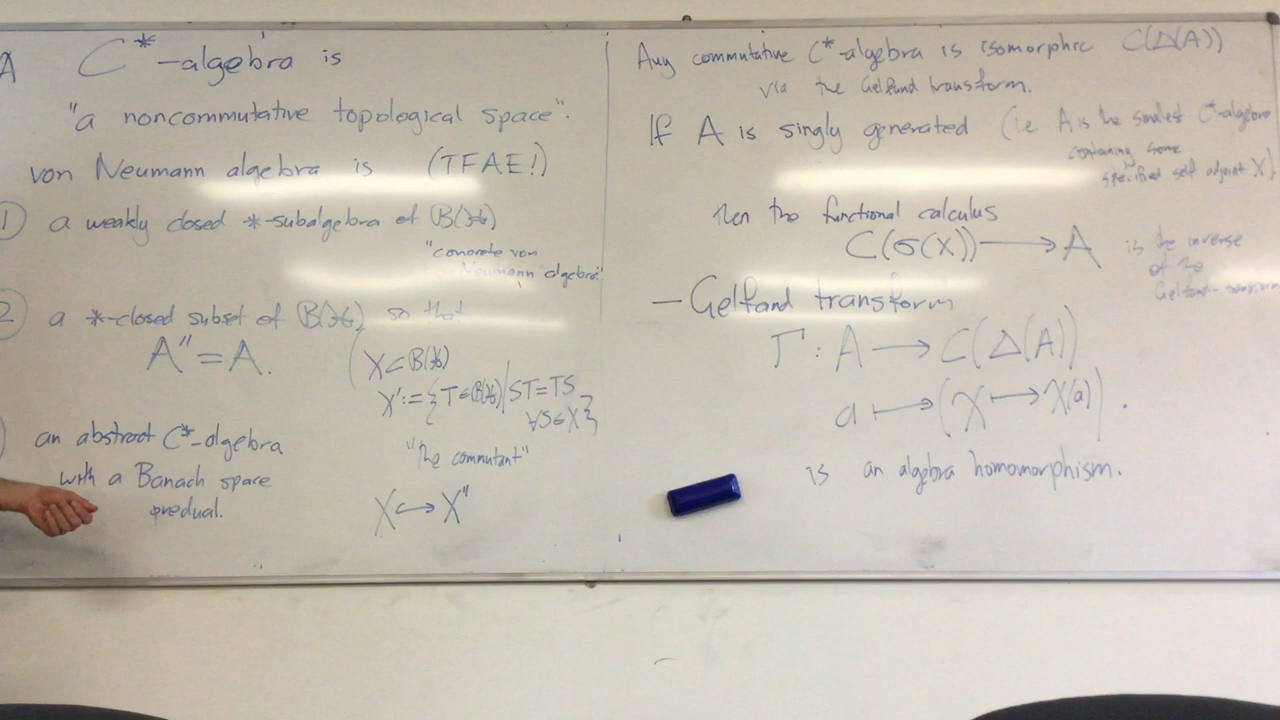 A C*-algebra is
"a noncommutative topological space".
von Neumann algebra is (TFAE!)
① a weakly closed *-subalgebra of B(ℋ)
"concrete von
Neumann algebra"
2 a *-closed subset of B(ℋ) so that
A″ = A.
(X ⊂ B(ℋ)
X′ := {T ∈ B(ℋ) | ST = TS
∀S ∈ X}
"the commutant"
X ↪ X″
) an abstract C*-algebra
with a Banach space
predual.
Any commutative C*-algebra is isomorphic C(Δ(A))
via the Gelfand transform.
If A is singly generated (i.e. A is the smallest C*-algebra
containing some
specified self adjoint X)
then the functional calculus
C(σ(X)) ⟶ A is the inverse
of the
Gelfand-transform
- Gelfand transform
Γ : A ⟶ C(Δ(A))
a ⟼ (χ ⟼ χ(a)).
is an algebra homomorphism.